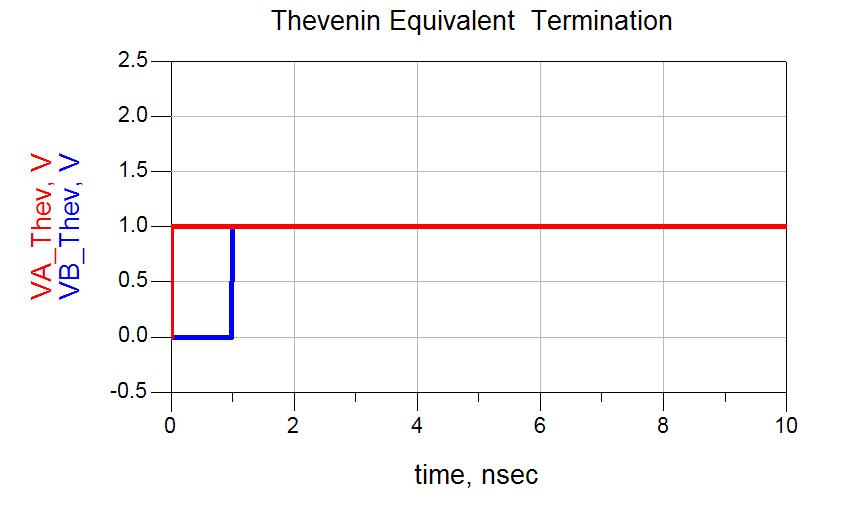 Thevenin Equivalent  Termination
VA_Thev, V
VB_Thev, V
2.5
2.0
1.5
1.0
0.5
0.0
-0.5
0 2 4 6 8 10
time, nsec